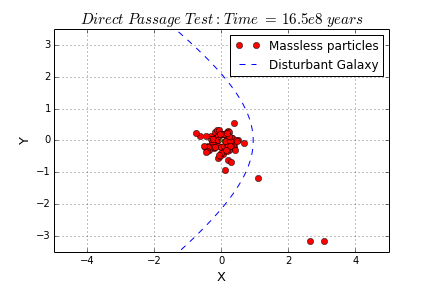 Direct Passage Test: Time = 16.5e8 years
Massless particles
Disturbant Galaxy
3
2
1
0
−1
−2
−3
Y
−4
−2
0
2
4
X